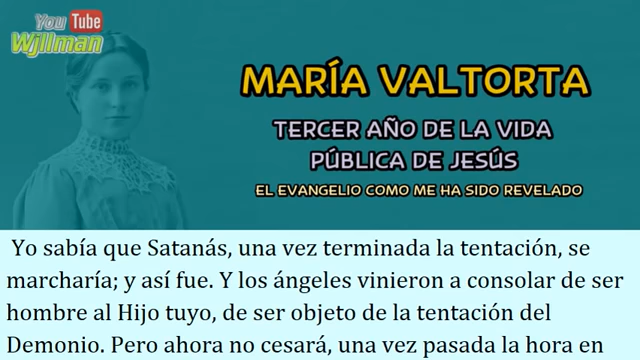 You Tube
Wjllman
MARÍA VALTORTA
TERCER AÑO DE LA VIDA
PÚBLICA DE JESÚS
EL EVANGELIO COMO ME HA SIDO REVELADO
Yo sabía que Satanás, una vez terminada la tentación, se
marcharía; y así fue. Y los ángeles vinieron a consolar de ser
hombre al Hijo tuyo, de ser objeto de la tentación del
Demonio. Pero ahora no cesará, una vez pasada la hora en